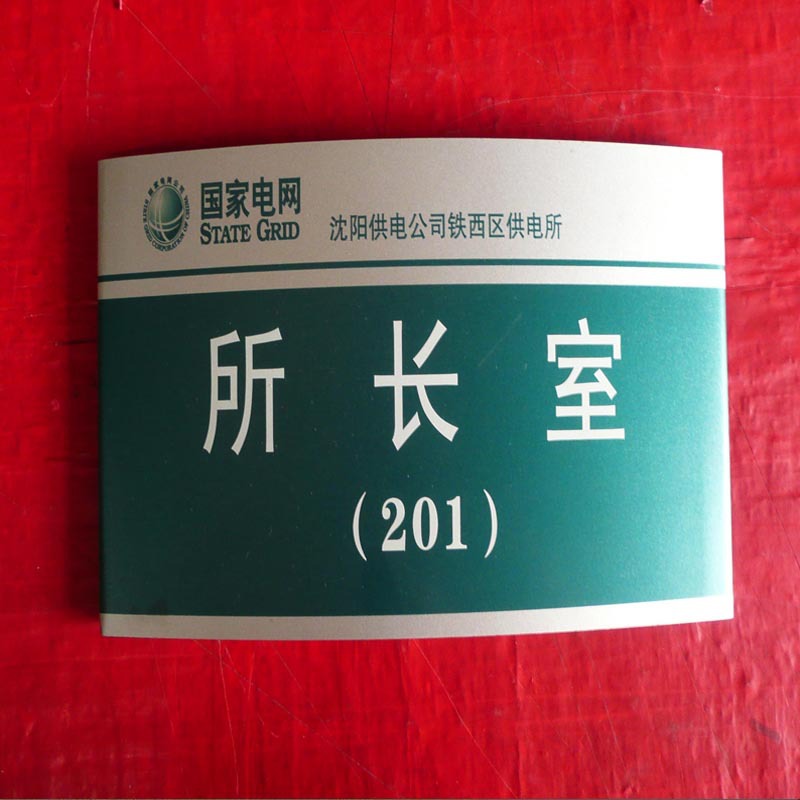 国家电网
STATE GRID
沈阳供电公司铁西区供电所
所长室
(201)